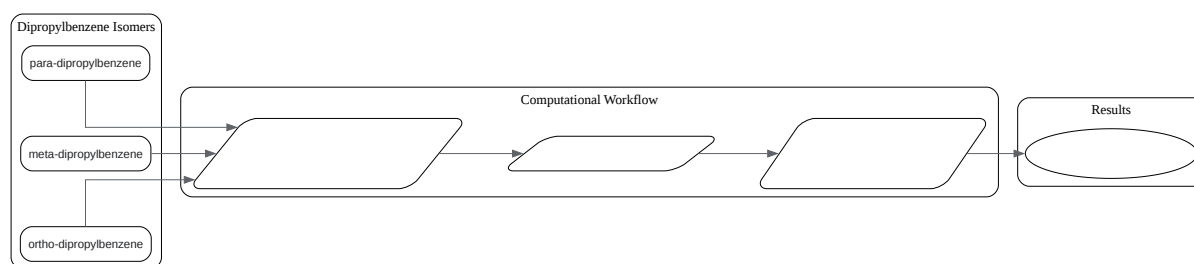 Dipropylbenzene Isomers
para-dipropylbenzene
meta-dipropylbenzene
ortho-dipropylbenzene
Computational Workflow
Results